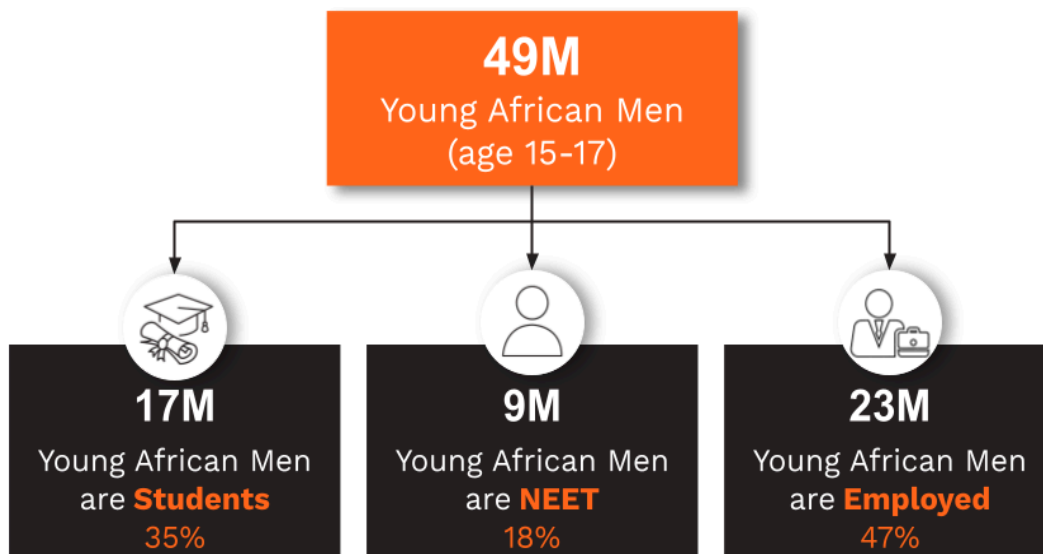 49M
Young African Men
(age 15-17)
17M
Young African Men
are Students
35%
9M
Young African Men
are NEET
18%
23M
Young African Men
are Employed
47%